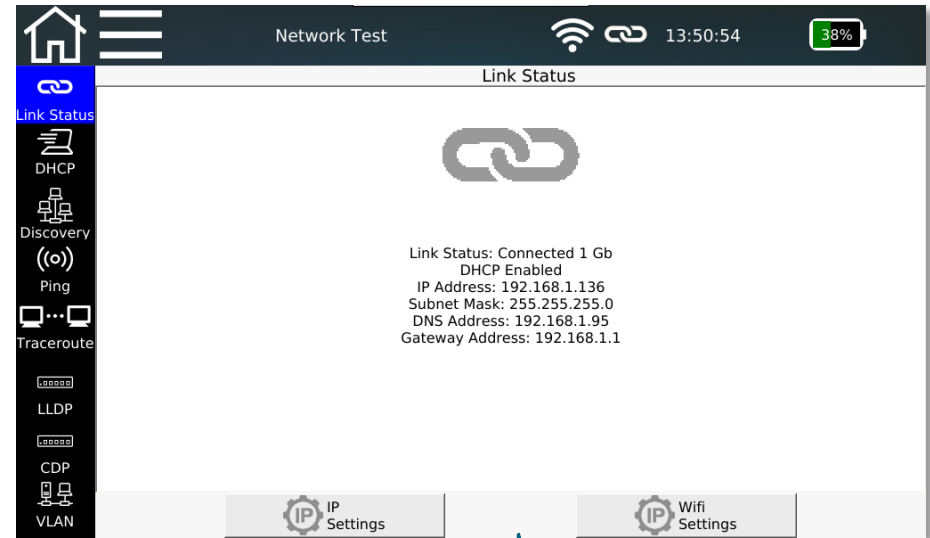 Network Test
13:50:54
38%
Link Status
Link Status
DHCP
Discovery
Ping
Traceroute
LLDP
CDP
VLAN
Link Status: Connected 1 Gb
DHCP Enabled
IP Address: 192.168.1.136
Subnet Mask: 255.255.255.0
DNS Address: 192.168.1.95
Gateway Address: 192.168.1.1
IP
IP
Settings
IP
Wifi
Settings